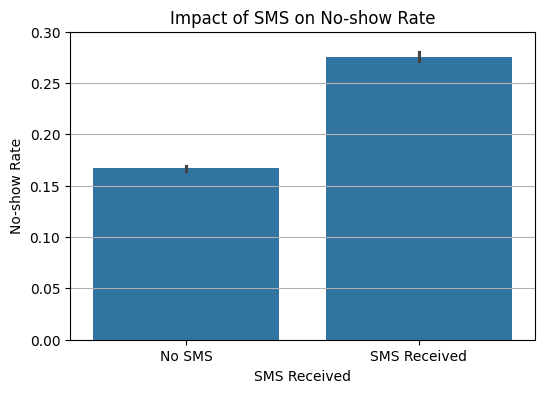 Impact of SMS on No-show Rate
No-show Rate
0.30
0.25
0.20
0.15
0.10
0.05
0.00
No SMS
SMS Received
SMS Received